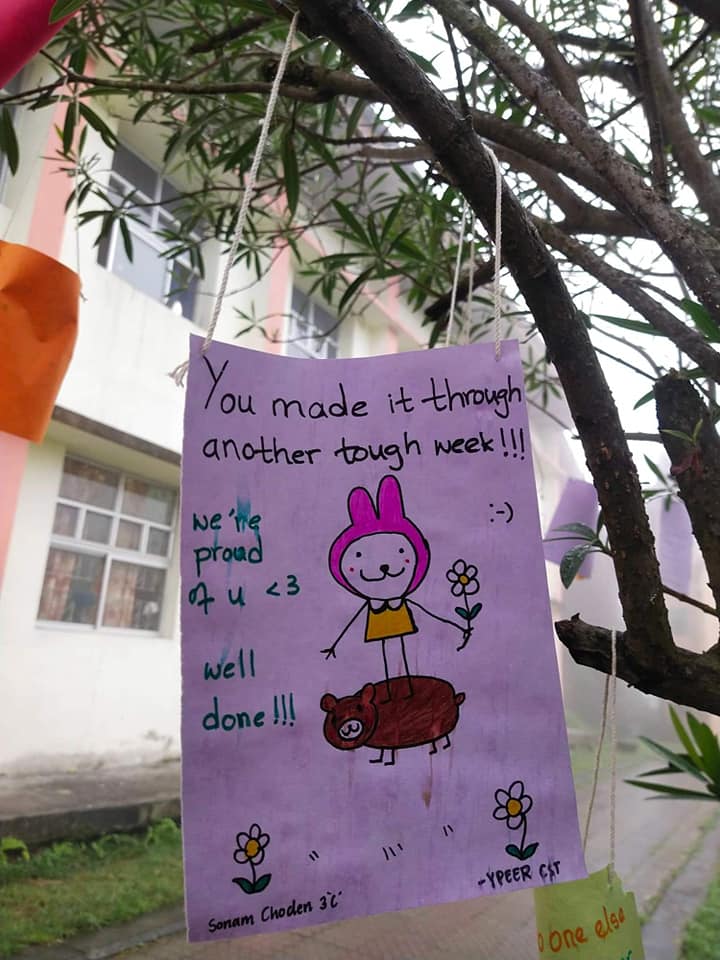 You made it through
another tough week!!!
:-)
we're
proud
of u <3
well
done!!!
-YPEER CST
Sonam Choden 3'C'
one else